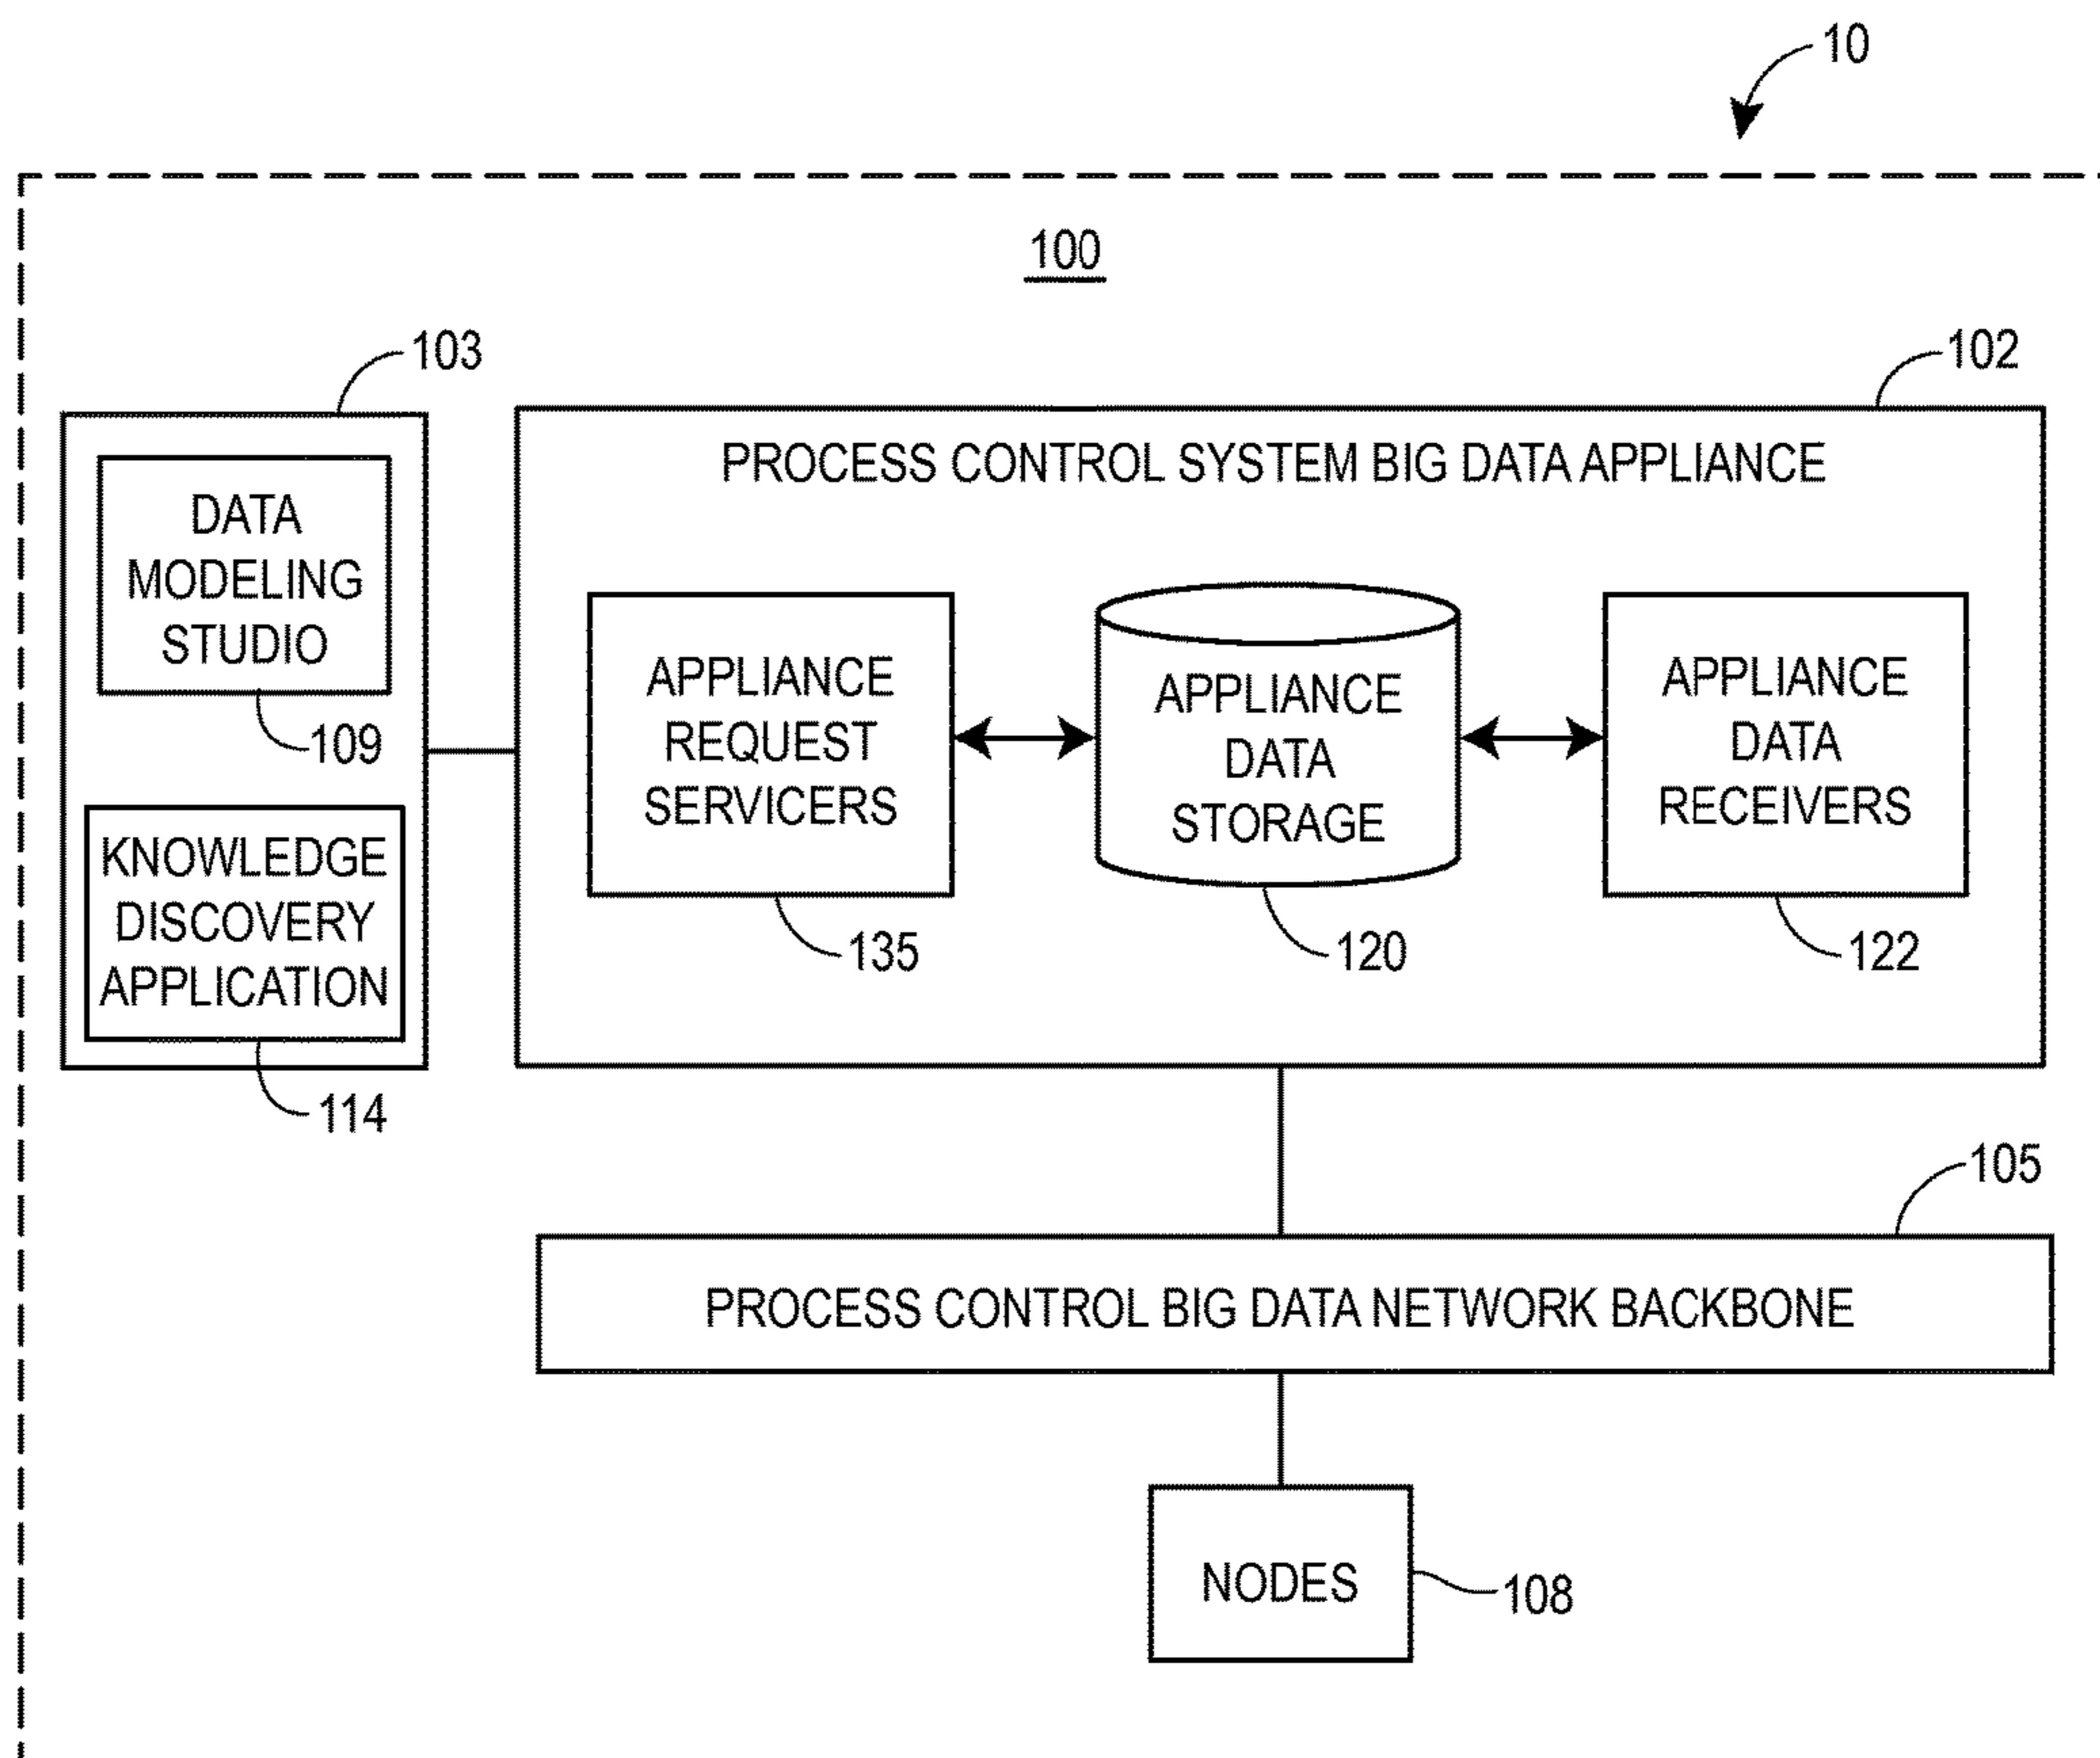 10
100
103
102
PROCESS CONTROL SYSTEM BIG DATA APPLIANCE
DATA
MODELING
STUDIO
109
KNOWLEDGE
DISCOVERY
APPLICATION
114
APPLIANCE
REQUEST
SERVICERS
135
APPLIANCE
DATA
STORAGE
120
APPLIANCE
DATA
RECEIVERS
122
105
PROCESS CONTROL BIG DATA NETWORK BACKBONE
NODES
108